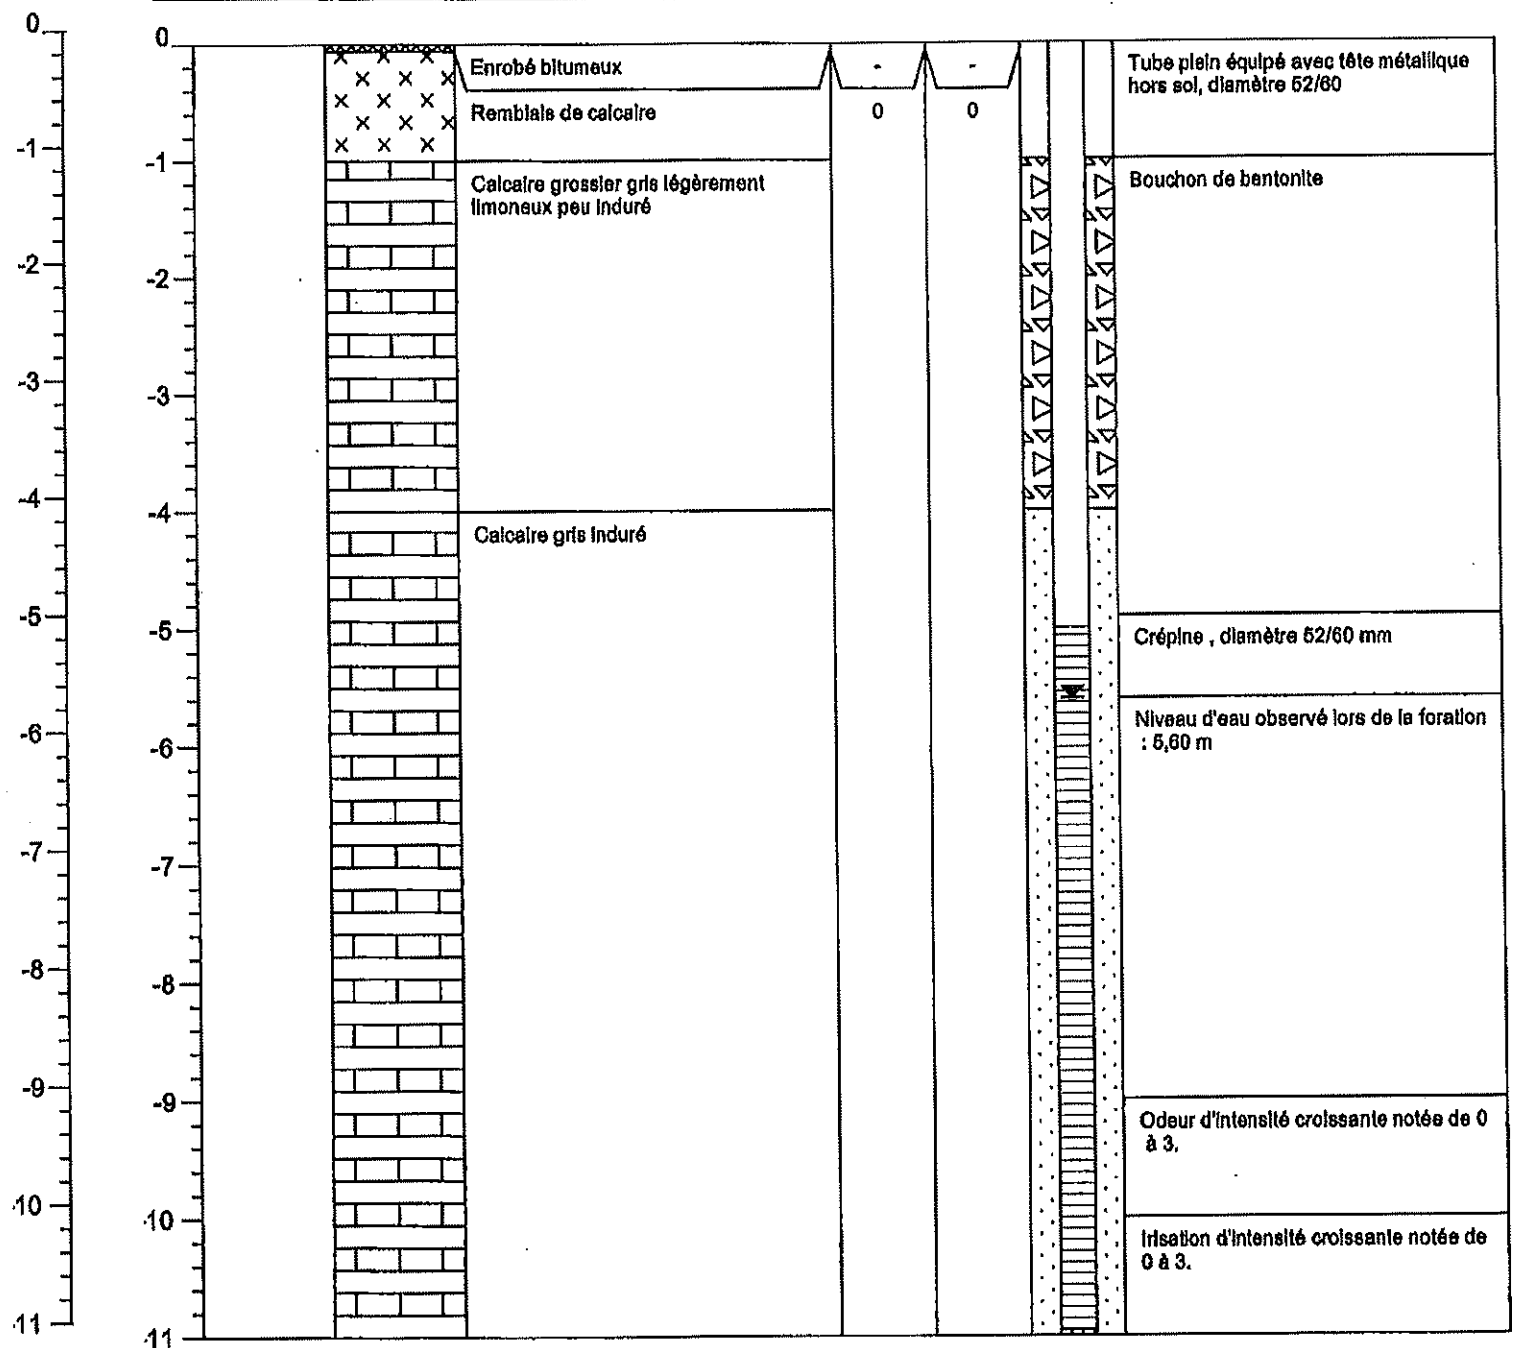 0
-1
-2
-3
-4
-5
-6
-7
-8
-9
-10
-11
0
-1
-2
-3
-4
-5
-6
-7
-8
-9
-10
-11
Enrobé bitumeux
- -
Remblais de calcaire
0 0
Calcaire grossier gris légèrement
limoneux peu induré
Calcaire gris induré
Tube plein équipé avec tête métallique
hors sol, diamètre 52/60
Bouchon de bentonite
Crépine , diamètre 52/60 mm
Niveau d'eau observé lors de la foration
: 5,60 m
Odeur d'intensité croissante notée de 0
à 3.
Irisation d'intensité croissante notée de
0 à 3.